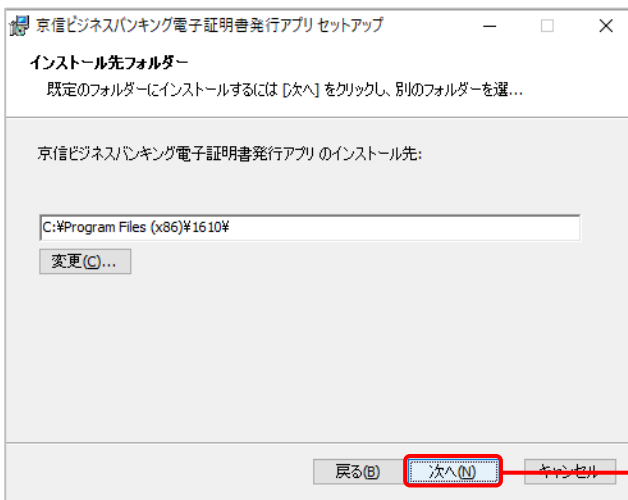 京信ビジネスバンキング電子証明書発行アプリ セットアップ
インストール先フォルダー
既定のフォルダーにインストールするには [次へ] をクリックし、別のフォルダーを選...
京信ビジネスバンキング電子証明書発行アプリ のインストール先:
C:¥Program Files (x86)¥1610¥
変更(C)...
戻る(B) 次へ(N) キャンセル